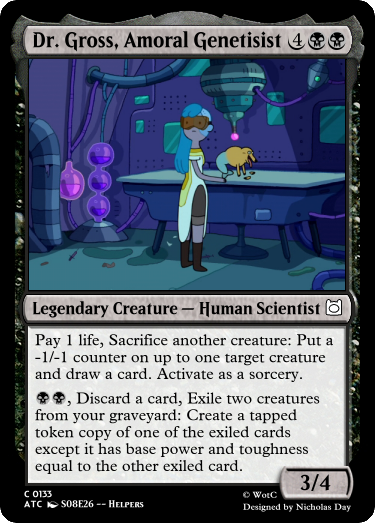 Dr. Gross, Amoral Genetisist 4
Legendary Creature — Human Scientist
Pay 1 life, Sacrifice another creature: Put a
-1/-1 counter on up to one target creature
and draw a card. Activate as a sorcery.
, Discard a card, Exile two creatures
from your graveyard: Create a tapped
token copy of one of the exiled cards
except it has base power and toughness
equal to the other exiled card.
3/4
C 0133
ATC S08E26 -- Helpers
© WotC
Designed by Nicholas Day